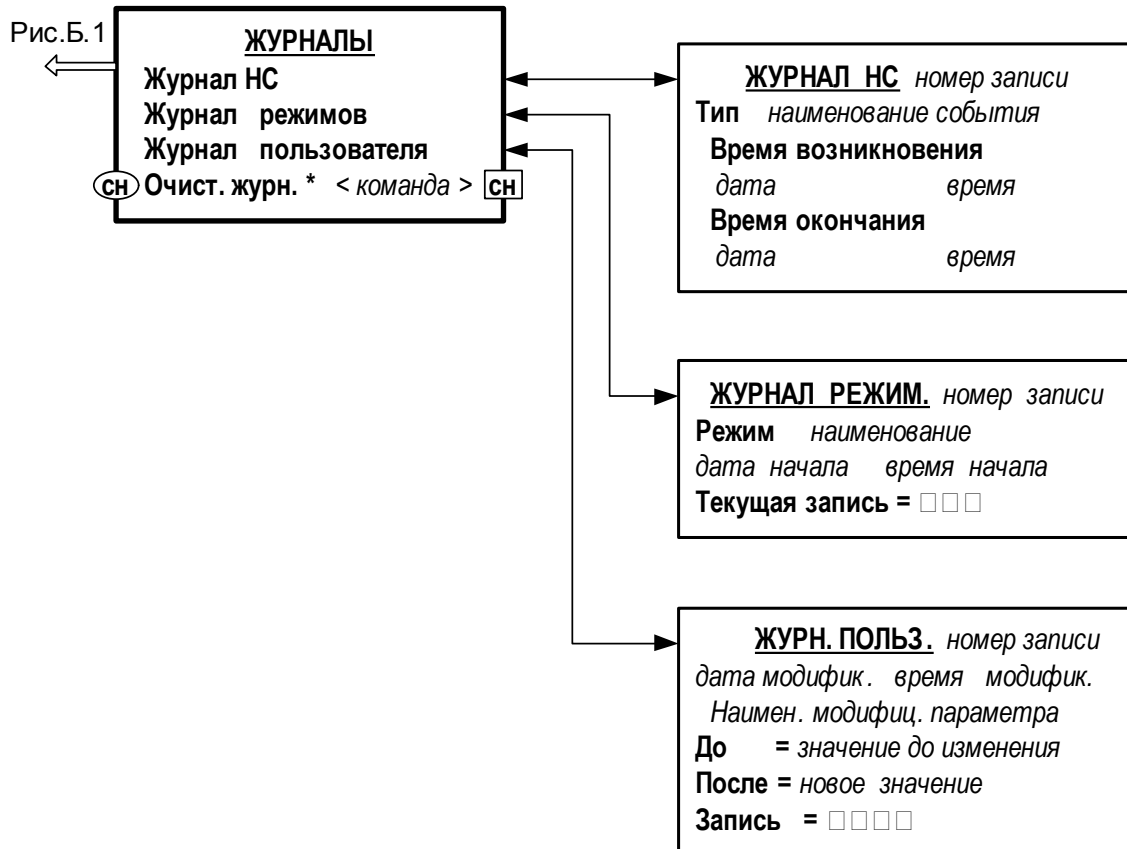 Рис.Б.1
ЖУРНАЛЫ
Журнал НС
Журнал режимов
Журнал пользователя
СН Очист. журн. * < команда > СН
ЖУРНАЛ НС номер записи
Тип наименование события
Время возникновения
дата время
Время окончания
дата время
ЖУРНАЛ РЕЖИМ. номер записи
Режим наименование
дата начала время начала
Текущая запись = □□□
ЖУРН. ПОЛЬЗ. номер записи
дата модифик. время модифик.
Наимен. модифиц. параметра
До = значение до изменения
После = новое значение
Запись = □□□□